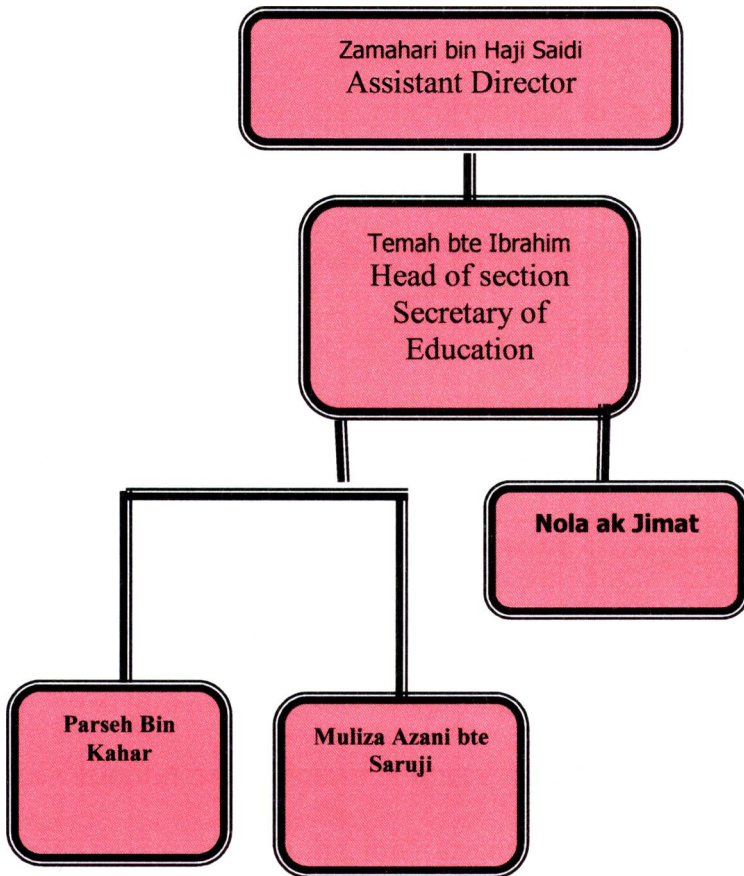 Zamahari bin Haji Saidi
Assistant Director
Temah bte Ibrahim
Head of section
Secretary of
Education
Nola ak Jimat
Parseh Bin
Kahar
Muliza Azani bte
Saruji